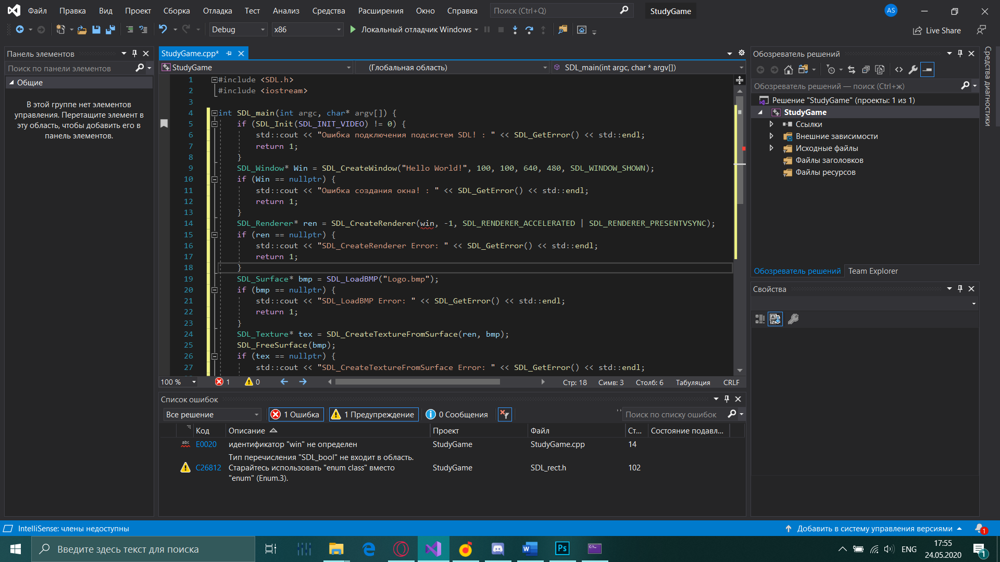 Файл Правка Вид Проект Сборка Отладка Тест Анализ Средства Расширения Окно Справка Поиск (Ctrl+Q) StudyGame AS
Debug x86 Локальный отладчик Windows Live Share
Панель элементов
Поиск по панели элементов
Общие
В этой группе нет элементов
управления. Перетащите элемент в
эту область, чтобы добавить его в
панель элементов.
StudyGame.cpp*
StudyGame (Глобальная область) SDL_main(int argc, char * argv[])
1 #include <SDL.h>
2 #include <iostream>
3
4 int SDL_main(int argc, char* argv[]) {
5 if (SDL_Init(SDL_INIT_VIDEO) != 0) {
6 std::cout << "Ошибка подключения подсистем SDL! : " << SDL_GetError() << std::endl;
7 return 1;
8 }
9 SDL_Window* Win = SDL_CreateWindow("Hello World!", 100, 100, 640, 480, SDL_WINDOW_SHOWN);
10 if (Win == nullptr) {
11 std::cout << "Ошибка создания окна! : " << SDL_GetError() << std::endl;
12 return 1;
13 }
14 SDL_Renderer* ren = SDL_CreateRenderer(win, -1, SDL_RENDERER_ACCELERATED | SDL_RENDERER_PRESENTVSYNC);
15 if (ren == nullptr) {
16 std::cout << "SDL_CreateRenderer Error: " << SDL_GetError() << std::endl;
17 return 1;
18 }
19 SDL_Surface* bmp = SDL_LoadBMP("Logo.bmp");
20 if (bmp == nullptr) {
21 std::cout << "SDL_LoadBMP Error: " << SDL_GetError() << std::endl;
22 return 1;
23 }
24 SDL_Texture* tex = SDL_CreateTextureFromSurface(ren, bmp);
25 SDL_FreeSurface(bmp);
26 if (tex == nullptr) {
27 std::cout << "SDL_CreateTextureFromSurface Error: " << SDL_GetError() << std::endl;
100 % 1 0 Стр: 18 Симв: 3 Столб: 6 Табуляция CRLF
Список ошибок
Все решение 1 Ошибка 1 Предупреждение 0 Сообщения Поиск по списку ошибок
Код Описание Проект Файл Ст... Состояние подавл...
abc E0020 идентификатор "win" не определен StudyGame StudyGame.cpp 14
Тип перечисления "SDL_bool" не входит в область.
C26812 Старайтесь использовать "enum class" вместо StudyGame SDL_rect.h 102
"enum" (Enum.3).
Обозреватель решений
Обозреватель решений — поиск (Ctrl+ж)
Решение "StudyGame" (проекты: 1 из 1)
StudyGame
Ссылки
Внешние зависимости
Исходные файлы
Файлы заголовков
Файлы ресурсов
Обозреватель решений Team Explorer
Свойства
Средства диагностики
IntelliSense: члены недоступны Добавить в систему управления версиями 1
Введите здесь текст для поиска W Ps ENG 17:55
24.05.2020 1